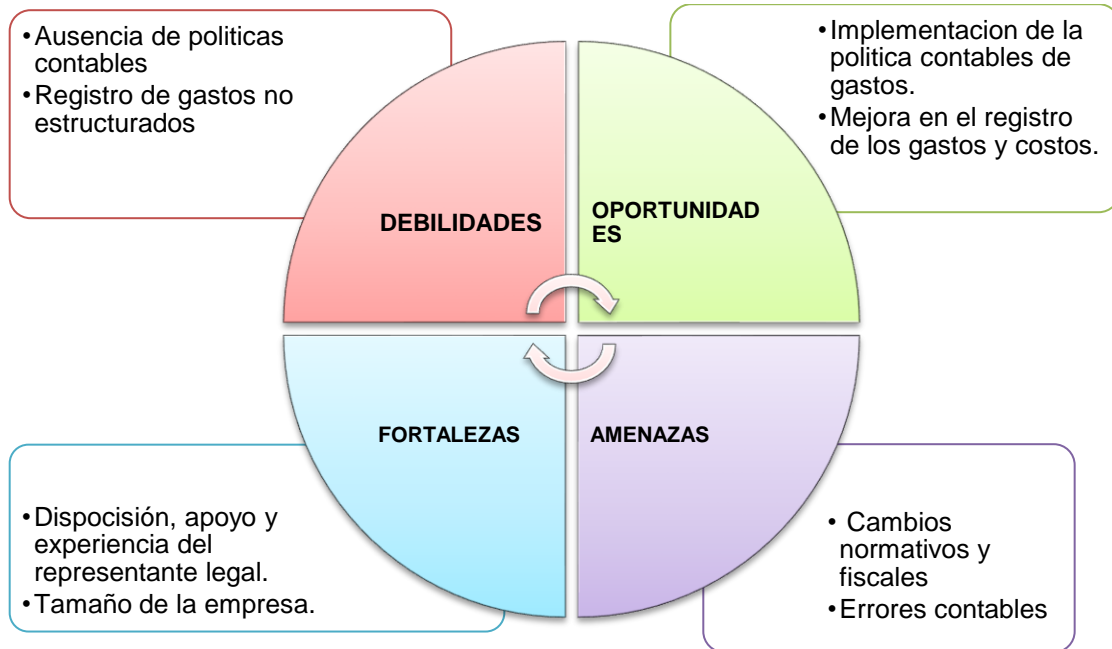 •Ausencia de politicas
contables
•Registro de gastos no
estructurados
•Implementacion de la
politica contables de
gastos.
•Mejora en el registro
de los gastos y costos.
DEBILIDADES
OPORTUNIDAD
ES
FORTALEZAS
AMENAZAS
•Dispocisión, apoyo y
experiencia del
representante legal.
•Tamaño de la empresa.
• Cambios
normativos y
fiscales
•Errores contables